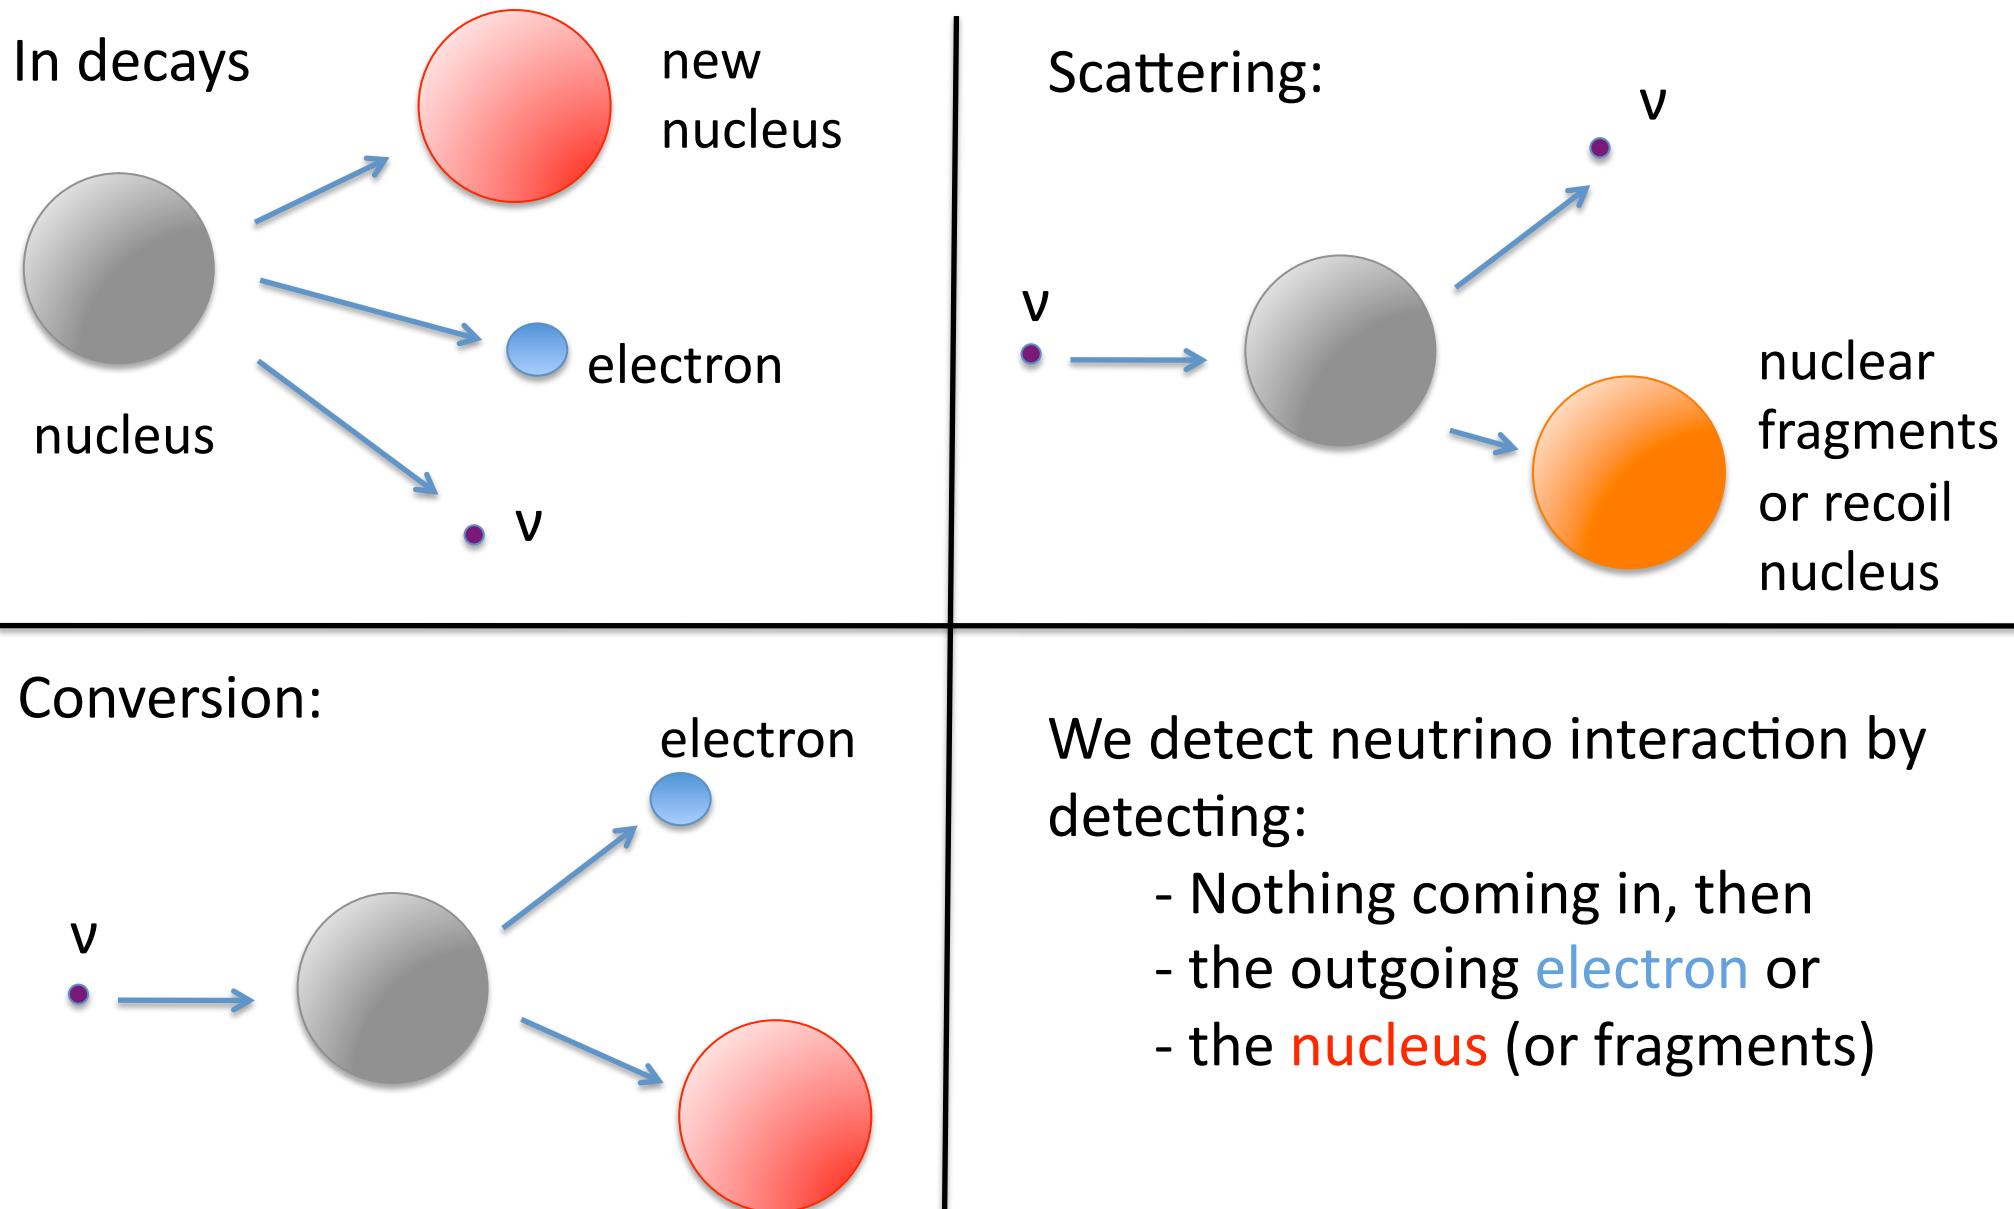 In decays
new
nucleus
electron
nucleus
ν
Scattering:
ν
ν
nuclear
fragments
or recoil
nucleus
Conversion:
electron
ν
We detect neutrino interaction by
detecting:
- Nothing coming in, then
- the outgoing electron or
- the nucleus (or fragments)